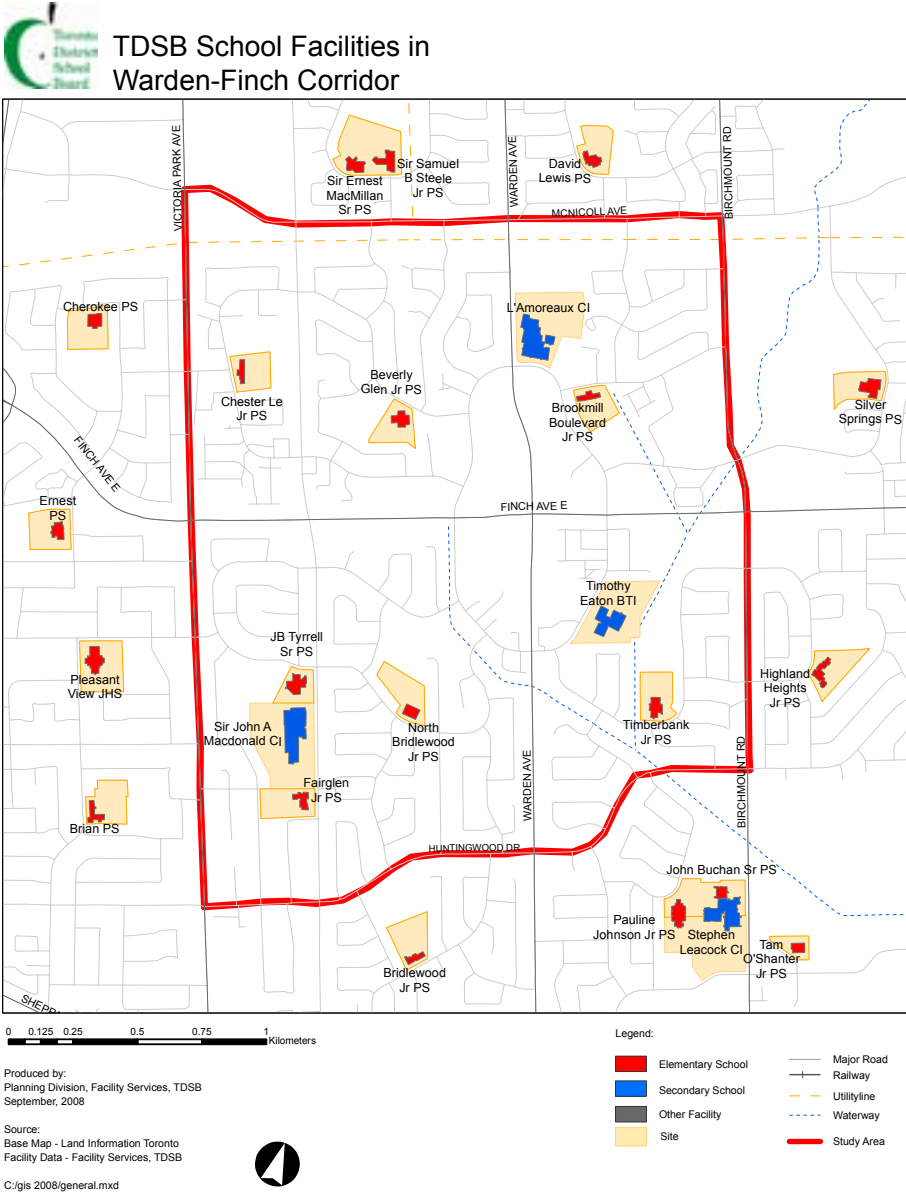 Toronto
District
School
Board
TDSB School Facilities in
Warden-Finch Corridor
VICTORIA PARK AVE
WARDEN AVE
BIRCHMOUNT RD
Sir Ernest
MacMillan
Sr PS
Sir Samuel
B Steele
Jr PS
David
Lewis PS
MCNICOLL AVE
Cherokee PS
L'Amoreaux CI
Chester Le
Jr PS
Beverly
Glen Jr PS
Brookmill
Boulevard
Jr PS
Silver
Springs PS
FINCH AVE E
Ernest
PS
FINCH AVE E
Timothy
Eaton BTI
JB Tyrrell
Sr PS
Pleasant
View JHS
Highland
Heights
Jr PS
Sir John A
Macdonald CI
North
Bridlewood
Jr PS
Timberbank
Jr PS
WARDEN AVE
BIRCHMOUNT RD
Fairglen
Jr PS
Brian PS
HUNTINGWOOD DR
John Buchan Sr PS
Pauline
Johnson Jr PS
Stephen
Leacock CI
Tam
O'Shanter
Jr PS
Bridlewood
Jr PS
SHEPP
0 0.125 0.25 0.5 0.75 1
Kilometers
Produced by:
Planning Division, Facility Services, TDSB
September, 2008
Source:
Base Map - Land Information Toronto
Facility Data - Facility Services, TDSB
C:/gis 2008/general.mxd
Legend:
Elementary School
Secondary School
Other Facility
Site
Major Road
Railway
Utilityline
Waterway
Study Area